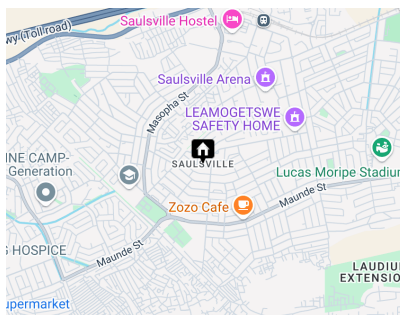 Saulsville Hostel
wy (Toll road)
Saulsville Arena
Masopha St
LEAMOGETSWE
SAFETY HOME
INE CAMP-
Generation
SAULSVILLE
Lucas Moripe Stadium
Maunde St
Zozo Cafe
Maunde St
S HOSPICE
LAUDIU
EXTENSIO
upermarket